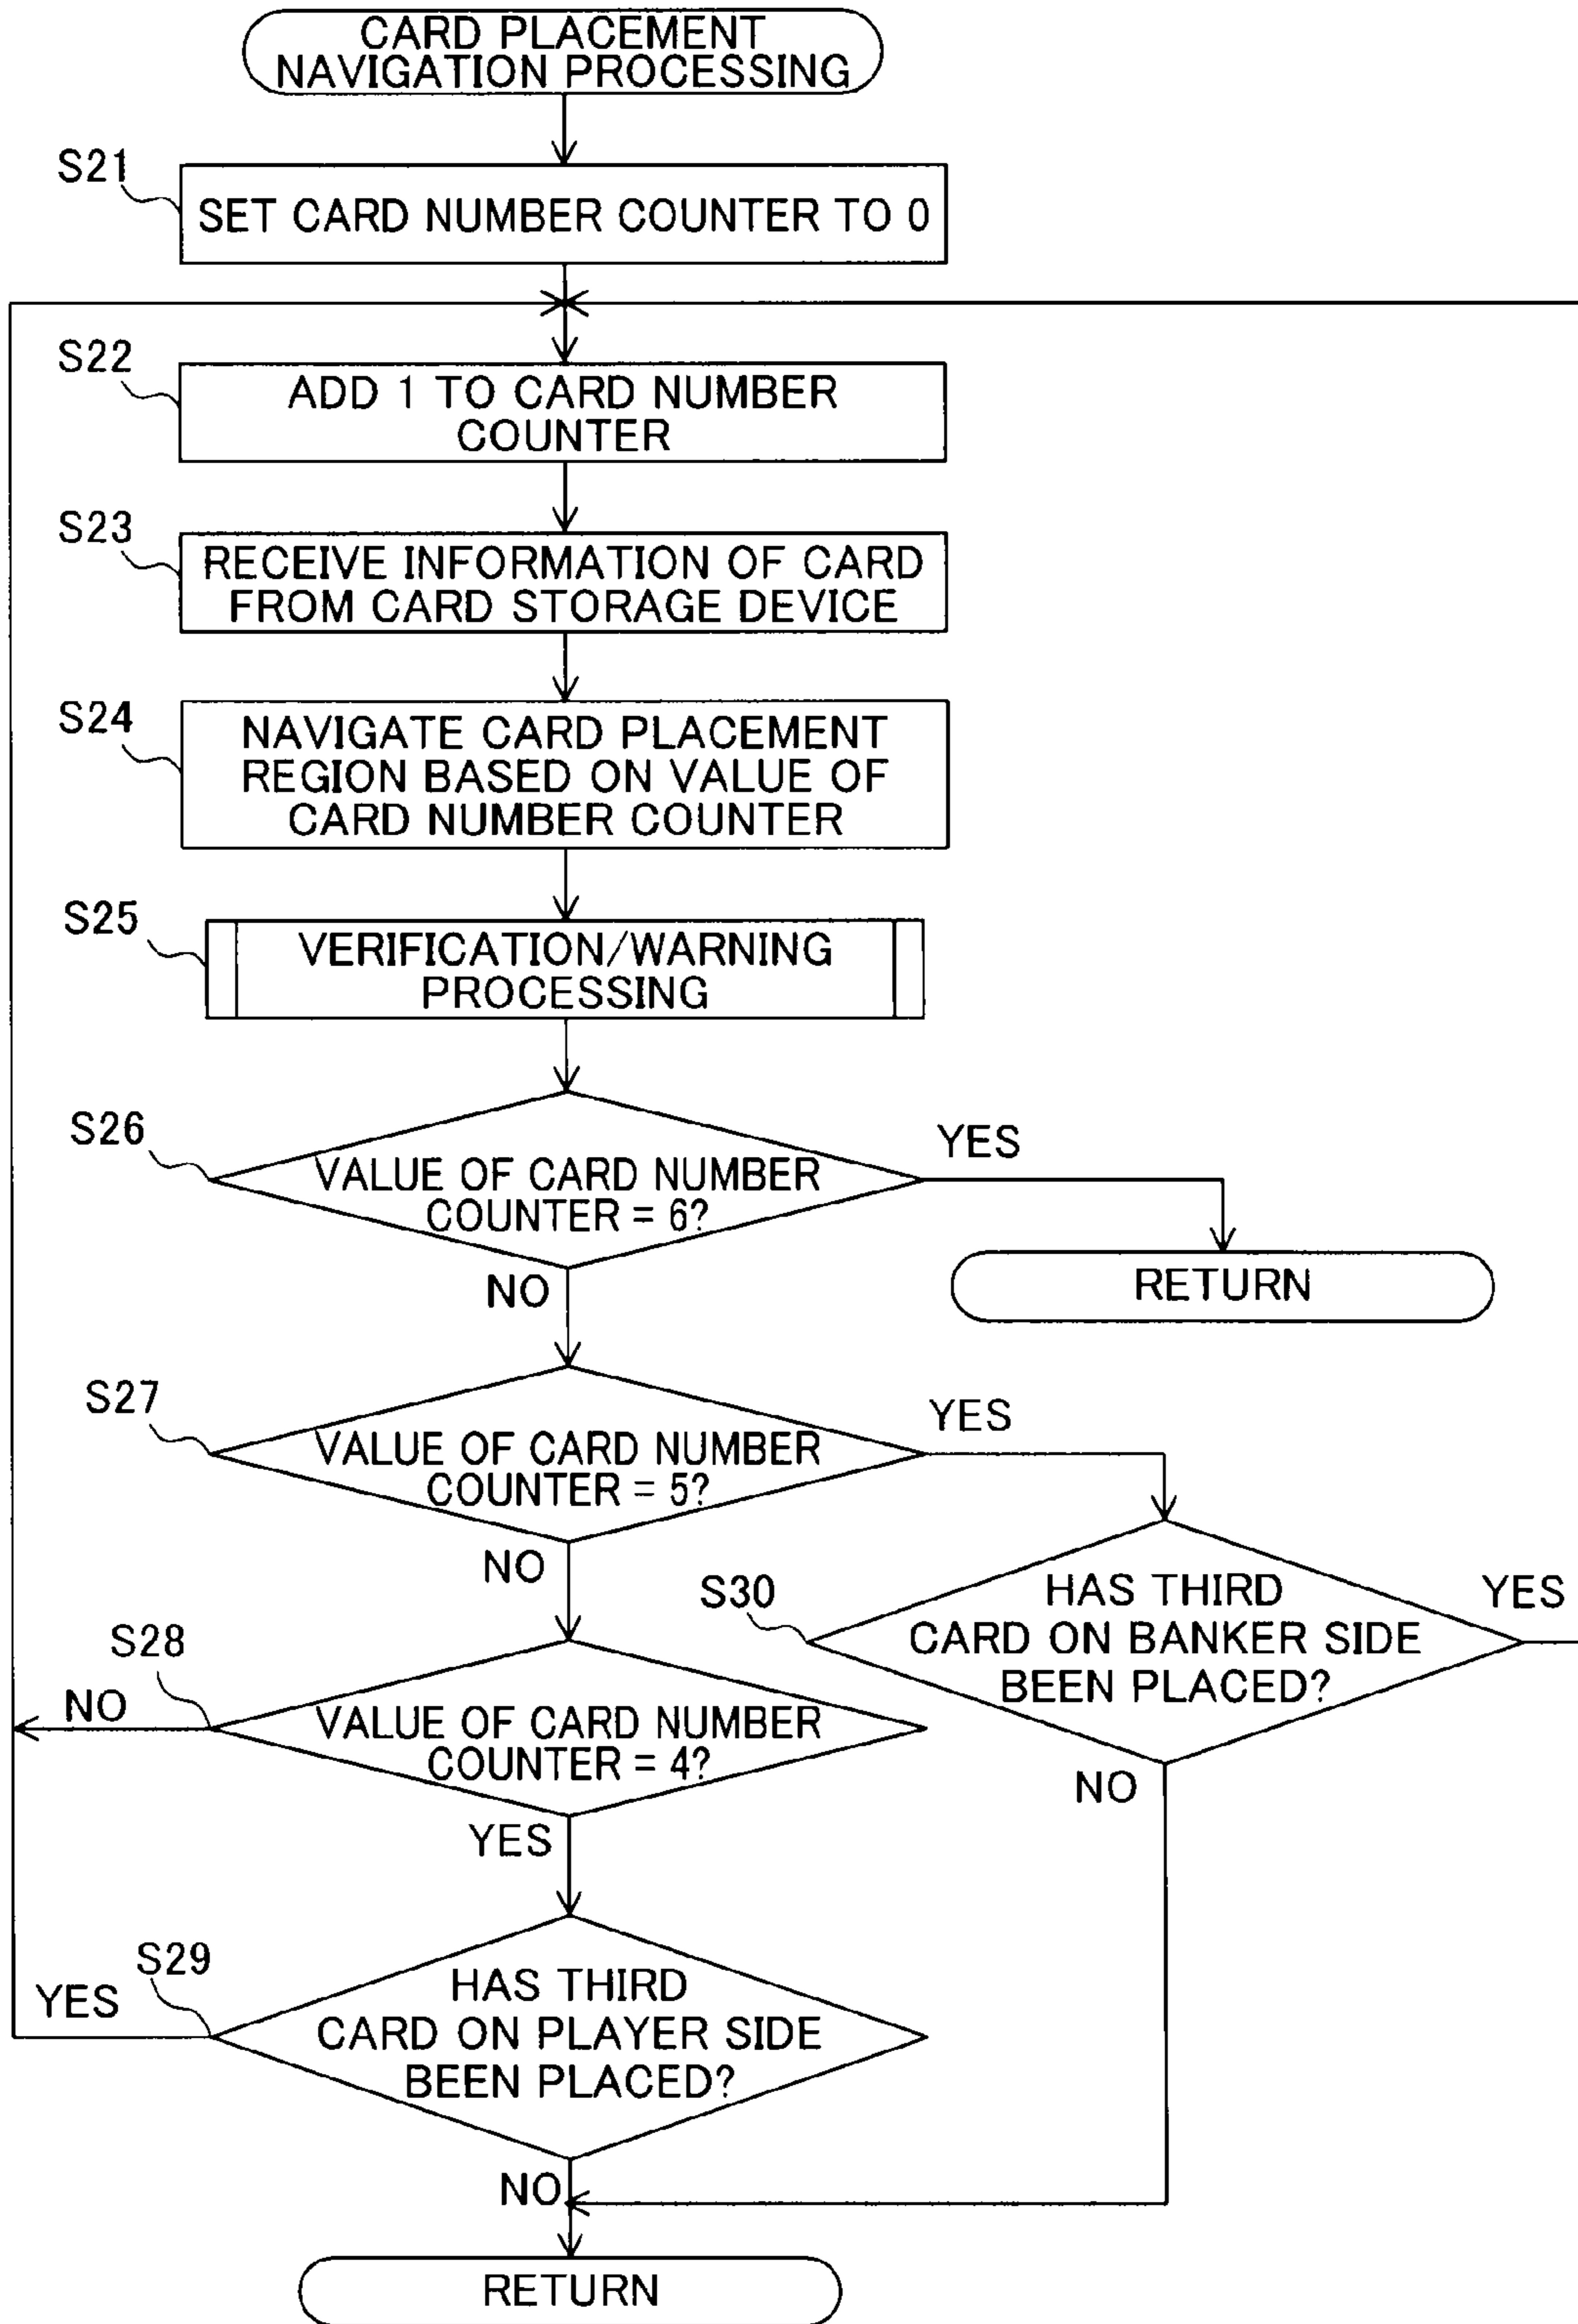 CARD PLACEMENT
NAVIGATION PROCESSING
S21
SET CARD NUMBER COUNTER TO 0
S22
ADD 1 TO CARD NUMBER
COUNTER
S23
RECEIVE INFORMATION OF CARD
FROM CARD STORAGE DEVICE
S24
NAVIGATE CARD PLACEMENT
REGION BASED ON VALUE OF
CARD NUMBER COUNTER
S25
VERIFICATION/WARNING
PROCESSING
S26
VALUE OF CARD NUMBER
COUNTER = 6?
YES
RETURN
NO
S27
VALUE OF CARD NUMBER
COUNTER = 5?
YES
NO
S30
HAS THIRD
CARD ON BANKER SIDE
BEEN PLACED?
YES
NO
S28
NO
VALUE OF CARD NUMBER
COUNTER = 4?
YES
S29
YES
HAS THIRD
CARD ON PLAYER SIDE
BEEN PLACED?
NO
RETURN